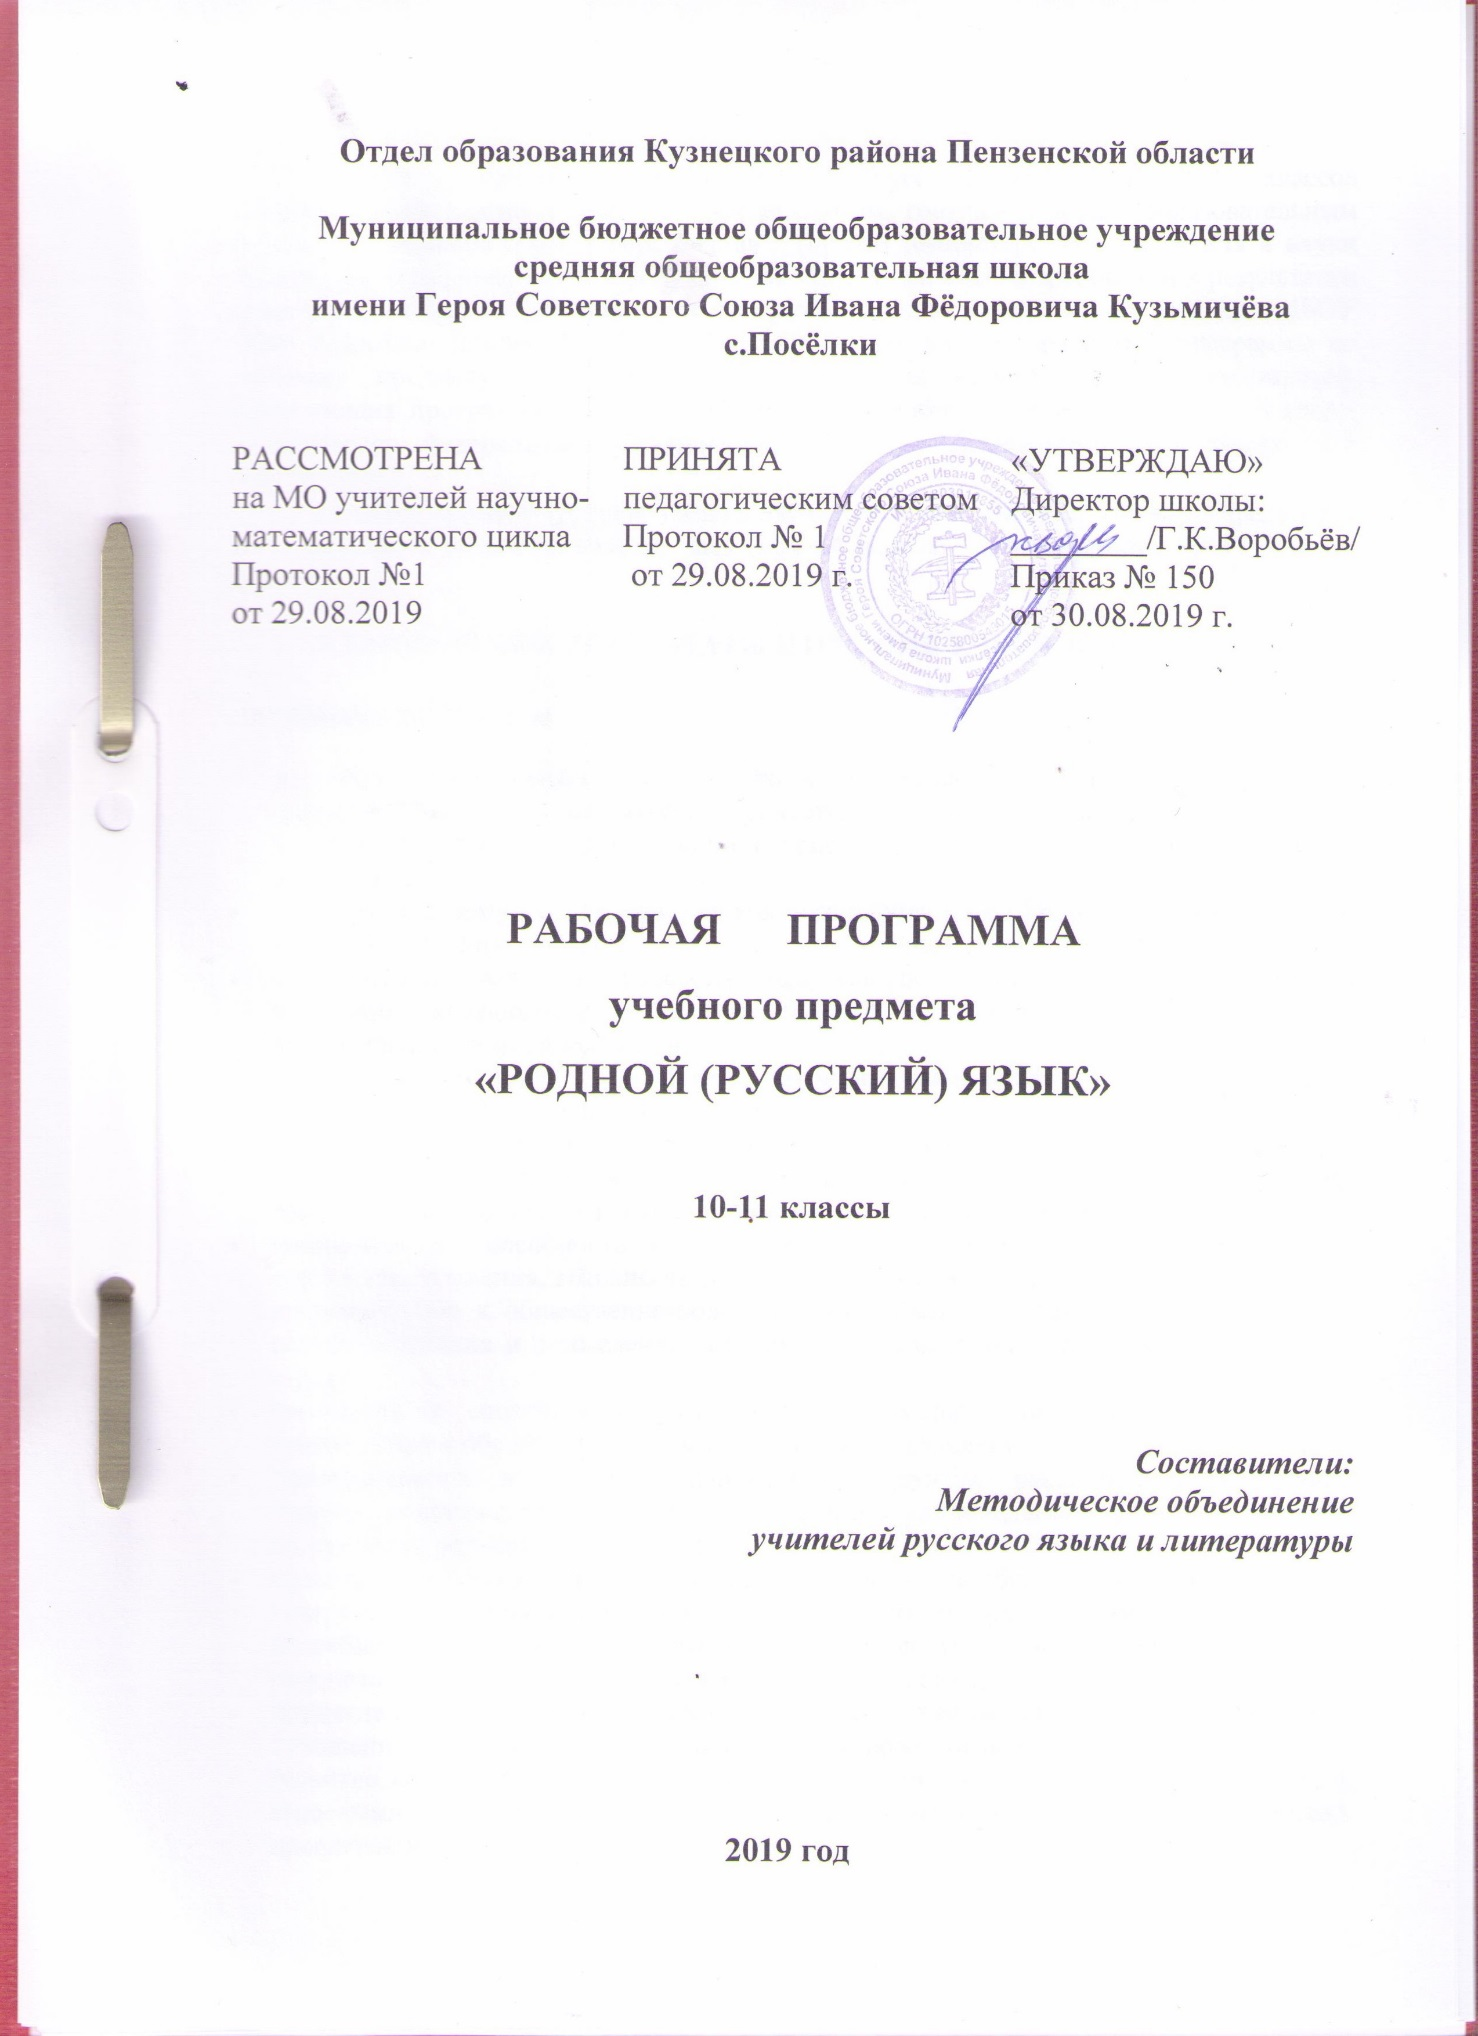 Отдел образования Кузнецкого района Пензенской области
Муниципальное бюджетное общеобразовательное учреждение
средняя общеобразовательная школа
имени Героя Советского Союза Ивана Фёдоровича Кузьмичёва
с.Посёлки
РАССМОТРЕНА
на МО учителей научно-
математического цикла
Протокол №1
от 29.08.2019
ПРИНЯТА
педагогическим советом
Протокол № 1
от 29.08.2019 г.
«УТВЕРЖДАЮ»
Директор школы:
/Г.К.Воробьёв/
Приказ № 150
от 30.08.2019 г.
РАБОЧАЯ ПРОГРАММА
учебного предмета
«РОДНОЙ (РУССКИЙ) ЯЗЫК»
10-11 классы
Составители:
Методическое объединение
учителей русского языка и литературы
2019 год